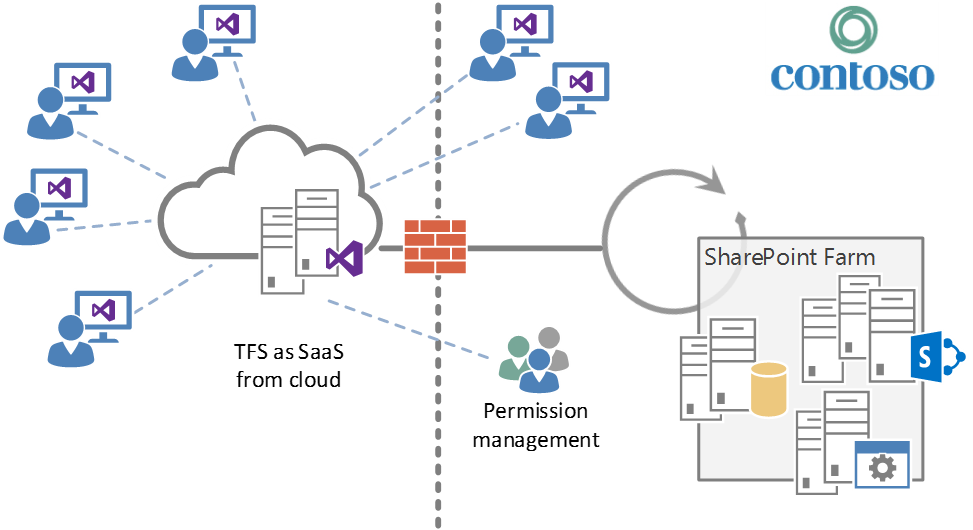 contoso
SharePoint Farm
TFS as SaaS
from cloud
Permission
management
S